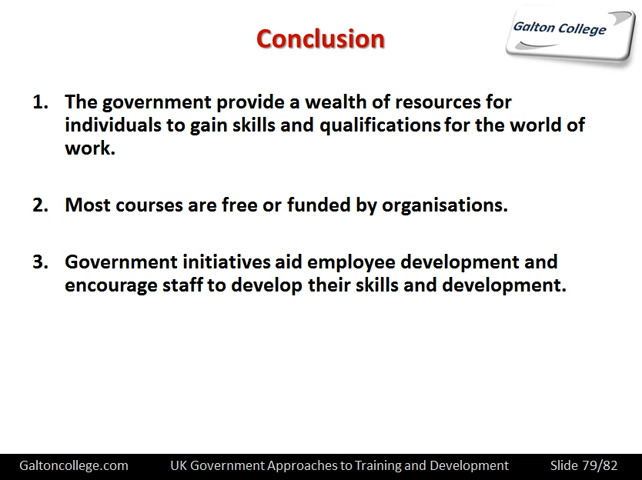 Conclusion
Galton College
1. The government provide a wealth of resources for
individuals to gain skills and qualifications for the world of
work.
2. Most courses are free or funded by organisations.
3. Government initiatives aid employee development and
encourage staff to develop their skills and development.
Galtoncollege.com UK Government Approaches to Training and Development Slide 79/82